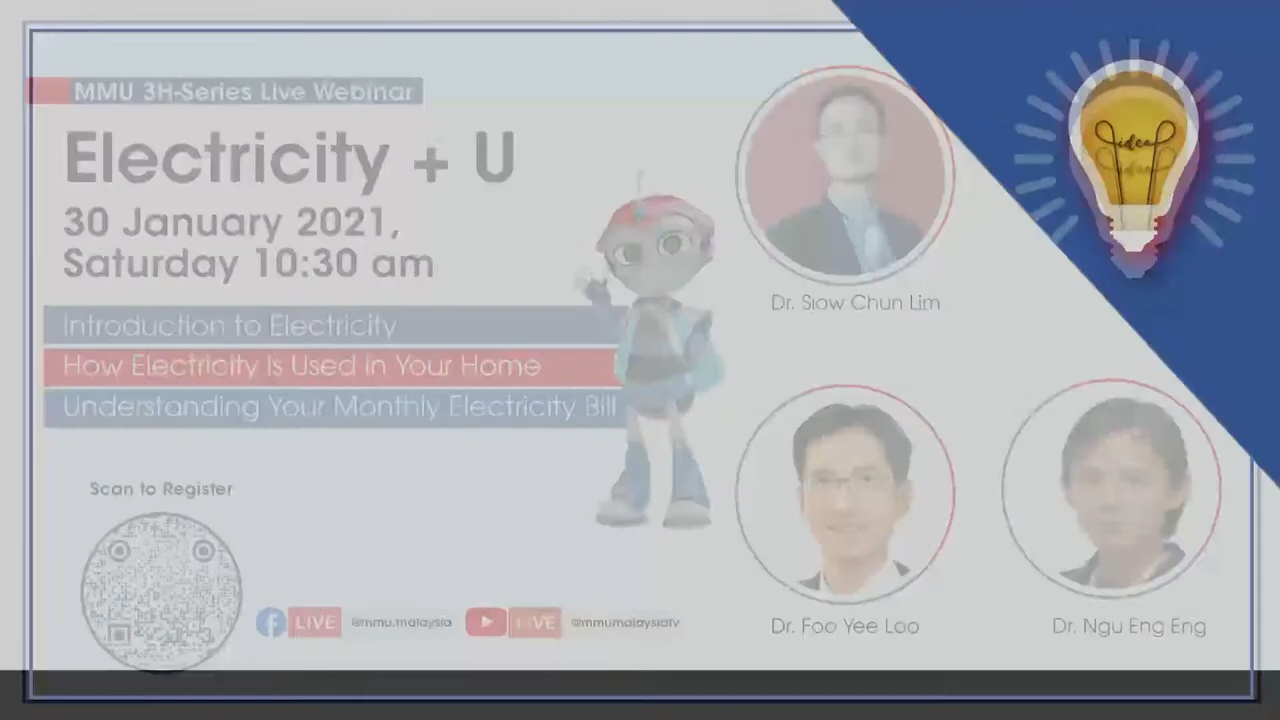 MMU 3H-Series Live Webinar
Electricity + U
30 January 2021,
Saturday 10:30 am
Introduction to Electricity
How Electricity is Used in Your Home
Understanding Your Monthly Electricity Bill
Scan to Register
LIVE @mmu.malaysia LIVE @mmumalaysiatv
Dr. Siow Chun Lim
Dr. Foo Yee Loo
Dr. Ngu Eng Eng
idea
idea